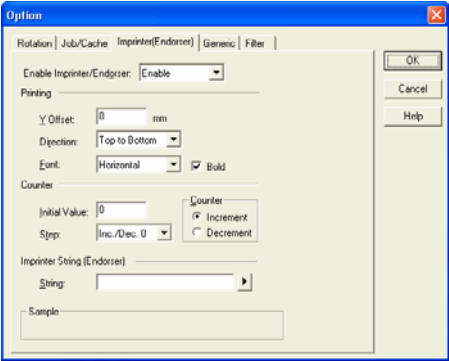 Option
Rotation Job/Cache Imprinter(Endorser) Generic Filter
OK
Enable Imprinter/Endorser: Enable
Cancel
Printing
Y Offset: 0 mm
Help
Direction: Top to Bottom
Font: Horizontal Bold
Counter
Counter
Initial Value: 0
Increment
Step: Inc./Dec. 0
Decrement
Imprinter String (Endorser)
String:
Sample